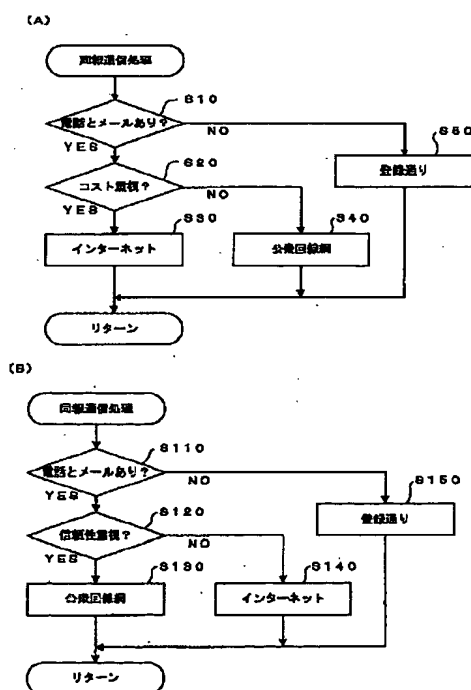 (A)
同報通信処理
S10
電話とメールあり?
NO
YES
S20
S50
登録通り
コスト重視?
NO
YES
S30
S40
インターネット
公衆回線網
リターン
(B)
同報通信処理
S110
電話とメールあり?
NO
YES
S120
S150
登録通り
信頼性重視?
NO
YES
S130
S140
公衆回線網
インターネット
リターン